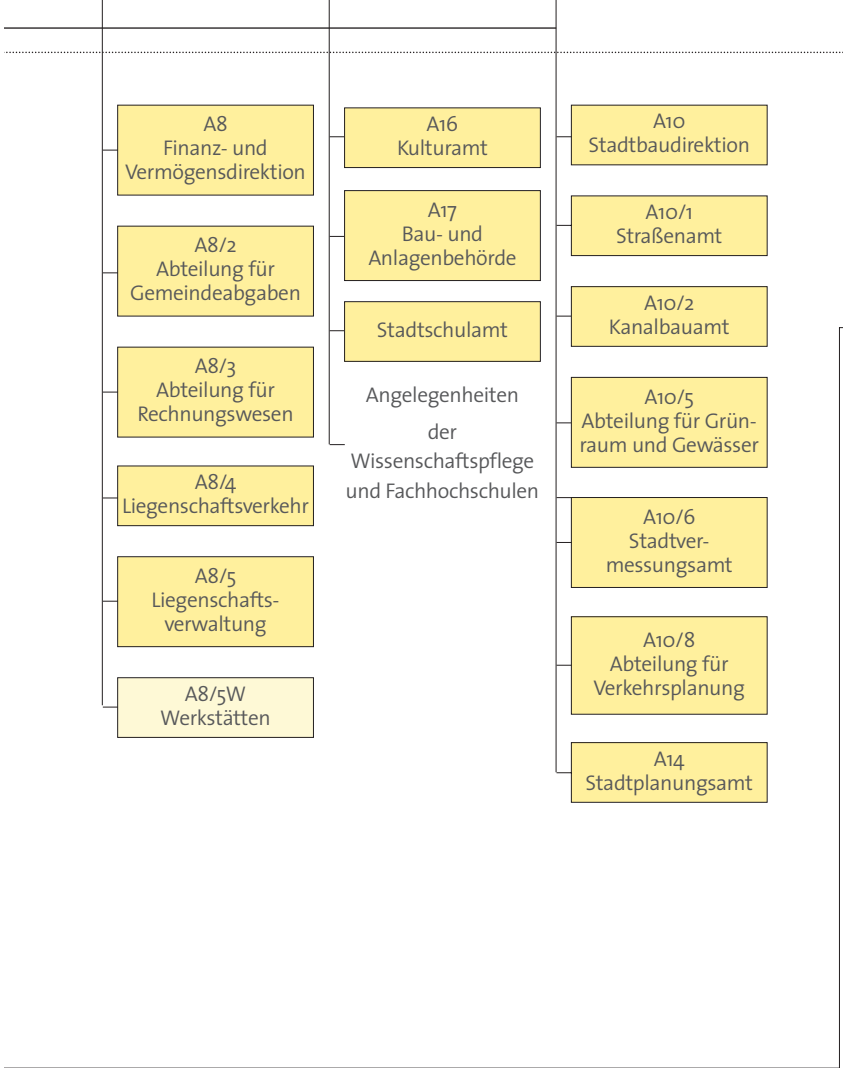 A8
Finanz- und
Vermögensdirektion
A8/2
Abteilung für
Gemeindeabgaben
A8/3
Abteilung für
Rechnungswesen
A8/4
Liegenschaftsverkehr
A8/5
Liegenschafts-
verwaltung
A8/5W
Werkstätten
A16
Kulturamt
A17
Bau- und
Anlagenbehörde
Stadtschulamt
Angelegenheiten
der
Wissenschaftspflege
und Fachhochschulen
A10
Stadtbaudirektion
A10/1
Straßenamt
A10/2
Kanalbauamt
A10/5
Abteilung für Grün-
raum und Gewässer
A10/6
Stadtver-
messungsamt
A10/8
Abteilung für
Verkehrsplanung
A14
Stadtplanungsamt